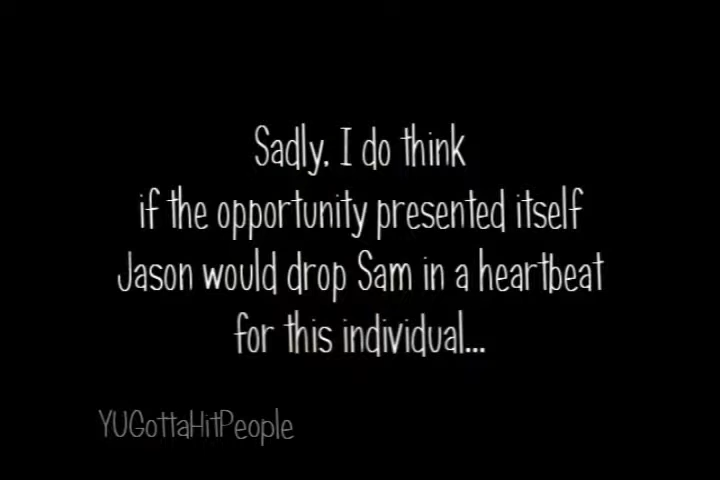 Sadly, I do think
if the opportunity presented itself
Jason would drop Sam in a heartbeat
for this individual...
YUGottaHitPeople